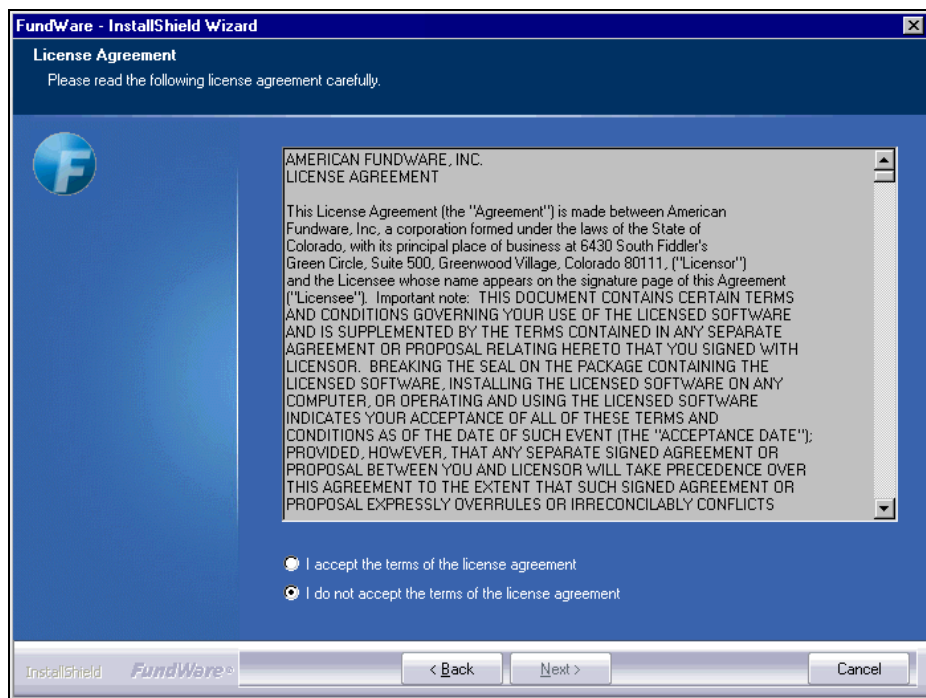 FundWare - InstallShield Wizard
License Agreement
Please read the following license agreement carefully.
F
AMERICAN FUNDWARE, INC.
LICENSE AGREEMENT
This License Agreement (the "Agreement") is made between American
Fundware, Inc, a corporation formed under the laws of the State of
Colorado, with its principal place of business at 6430 South Fiddler's
Green Circle, Suite 500, Greenwood Village, Colorado 80111, ("Licensor")
and the Licensee whose name appears on the signature page of this Agreement
("Licensee"). Important note: THIS DOCUMENT CONTAINS CERTAIN TERMS
AND CONDITIONS GOVERNING YOUR USE OF THE LICENSED SOFTWARE
AND IS SUPPLEMENTED BY THE TERMS CONTAINED IN ANY SEPARATE
AGREEMENT OR PROPOSAL RELATING HERETO THAT YOU SIGNED WITH
LICENSOR. BREAKING THE SEAL ON THE PACKAGE CONTAINING THE
LICENSED SOFTWARE, INSTALLING THE LICENSED SOFTWARE ON ANY
COMPUTER, OR OPERATING AND USING THE LICENSED SOFTWARE
INDICATES YOUR ACCEPTANCE OF ALL OF THESE TERMS AND
CONDITIONS AS OF THE DATE OF SUCH EVENT (THE "ACCEPTANCE DATE");
PROVIDED, HOWEVER, THAT ANY SEPARATE SIGNED AGREEMENT OR
PROPOSAL BETWEEN YOU AND LICENSOR WILL TAKE PRECEDENCE OVER
THIS AGREEMENT TO THE EXTENT THAT SUCH SIGNED AGREEMENT OR
PROPOSAL EXPRESSLY OVERRULES OR IRRECONCILABLY CONFLICTS
I accept the terms of the license agreement
I do not accept the terms of the license agreement
InstallShield FundWare® < Back Next > Cancel